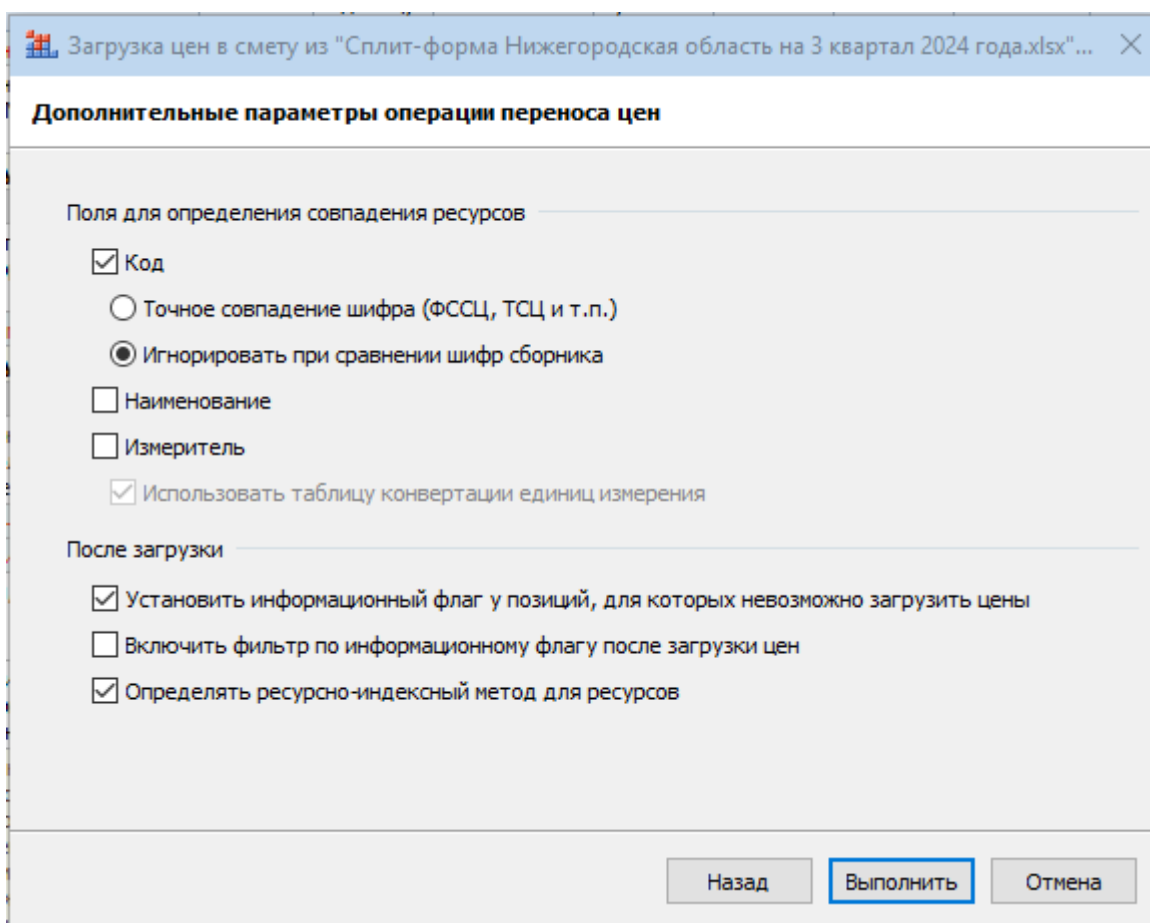 Загрузка цен в смету из "Сплит-форма Нижегородская область на 3 квартал 2024 года.xlsx"...
Дополнительные параметры операции переноса цен
Поля для определения совпадения ресурсов
Код
Точное совпадение шифра (ФССЦ, ТСЦ и т.п.)
Игнорировать при сравнении шифр сборника
Наименование
Измеритель
Использовать таблицу конвертации единиц измерения
После загрузки
Установить информационный флаг у позиций, для которых невозможно загрузить цены
Включить фильтр по информационному флагу после загрузки цен
Определять ресурсно-индексный метод для ресурсов
Назад
Выполнить
Отмена